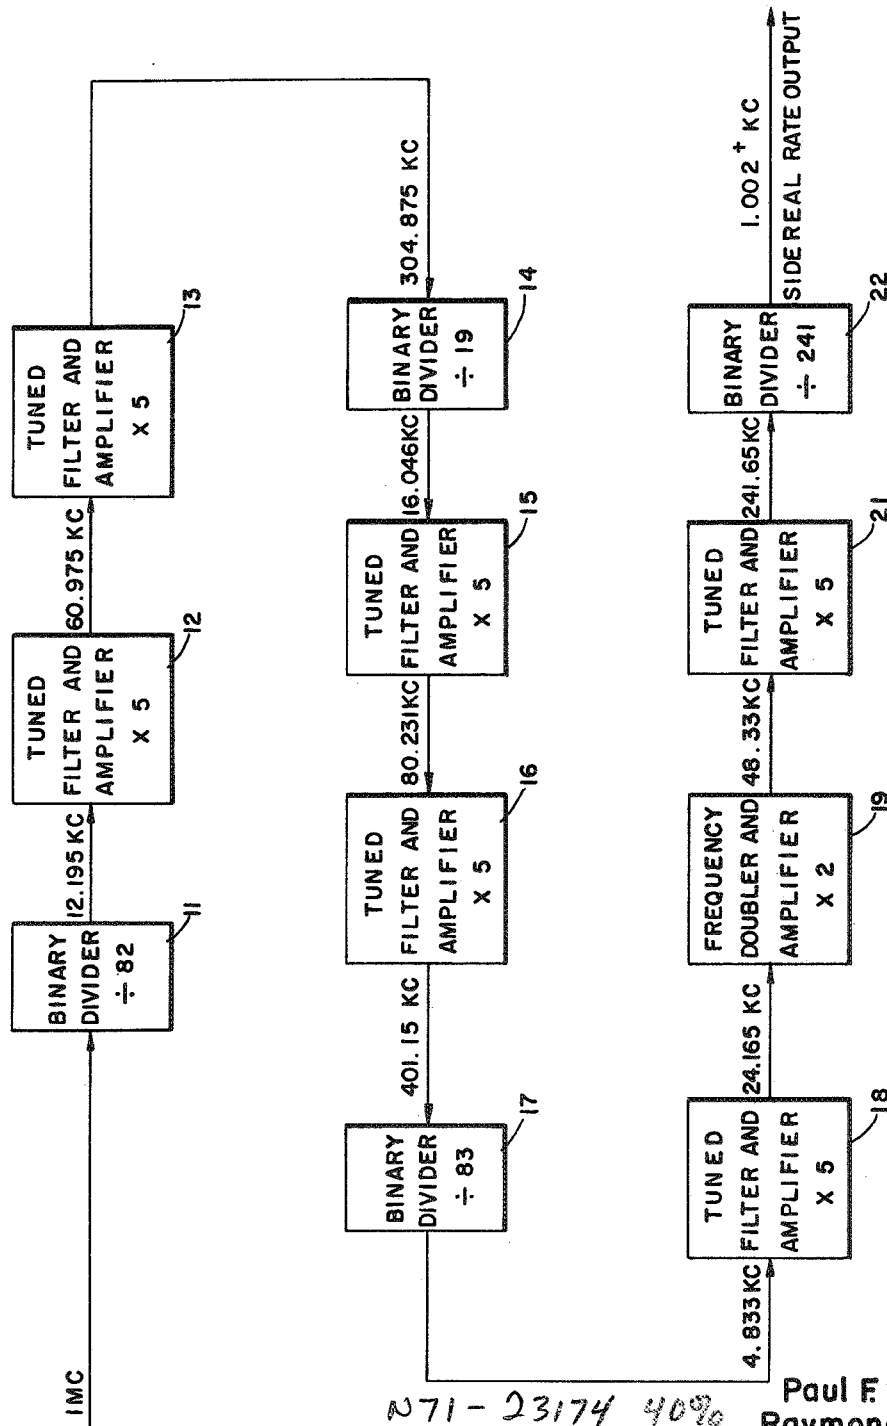 1MC
BINARY
DIVIDER
÷ 82
11
12.195 KC
TUNED
FILTER AND
AMPLIFIER
X 5
12
60.975 KC
TUNED
FILTER AND
AMPLIFIER
X 5
13
304.875 KC
BINARY
DIVIDER
÷ 19
14
16.046KC
TUNED
FILTER AND
AMPLIFIER
X 5
15
80.231KC
TUNED
FILTER AND
AMPLIFIER
X 5
16
401.15 KC
BINARY
DIVIDER
÷ 83
17
4.833KC
TUNED
FILTER AND
AMPLIFIER
X 5
18
24.165 KC
FREQUENCY
DOUBLER AND
AMPLIFIER
X 2
19
48.33KC
TUNED
FILTER AND
AMPLIFIER
X 5
21
241.65KC
BINARY
DIVIDER
÷ 241
22
1.002+ KC
SIDEREAL RATE OUTPUT
N71-23174 40%
Paul F.
Raymond